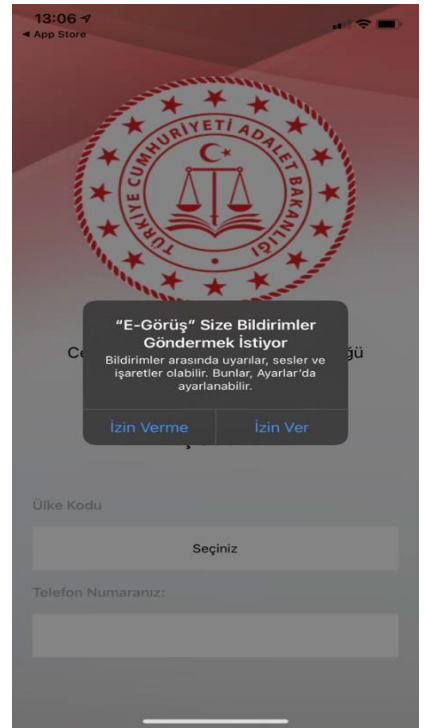 13:06
◀ App Store
TÜRKİYE CUMHURİYETİ ADALET BAKANLIĞI
"E-Görüş" Size Bildirimler
Göndermek İstiyor
Bildirimler arasında uyarılar, sesler ve
işaretler olabilir. Bunlar, Ayarlar'da
ayarlanabilir.
İzin Verme
İzin Ver
Ülke Kodu
Seçiniz
Telefon Numaranız: